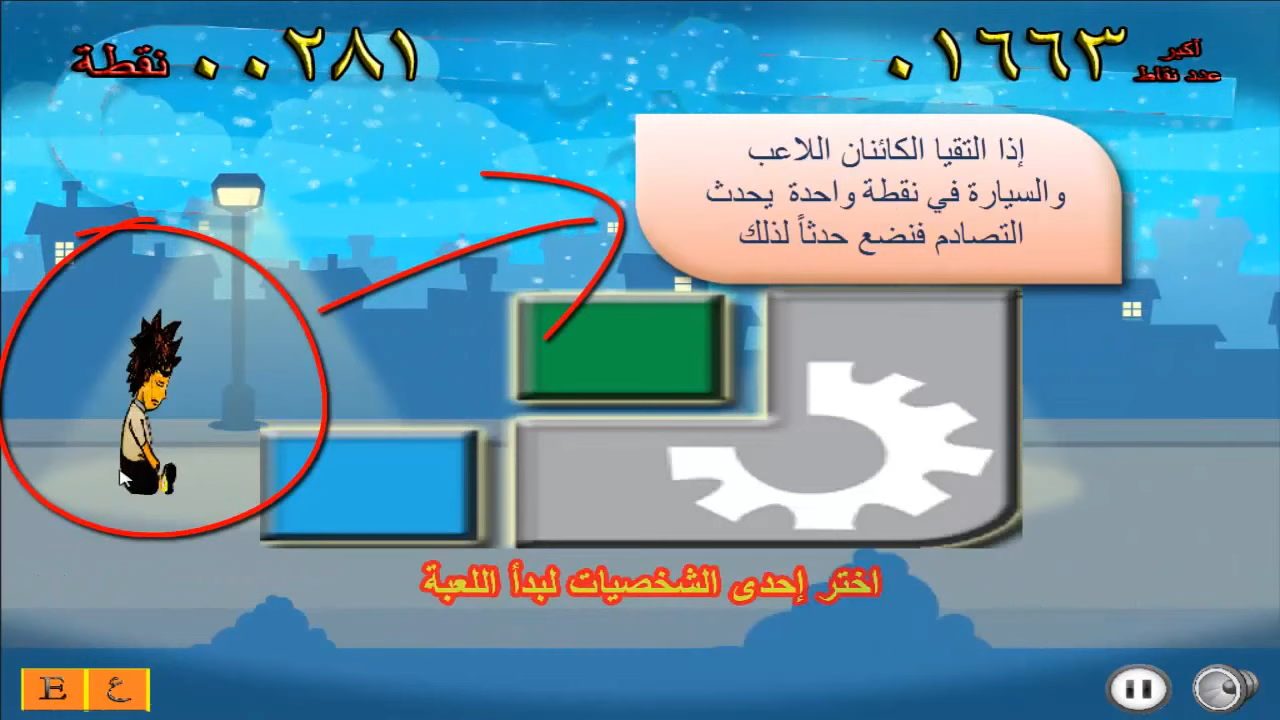 أكبر
عدد نقاط
٠١٦٦٣
٠٠٢٨١ نقطة
إذا التقيا الكائنان اللاعب
والسيارة في نقطة واحدة يحدث
التصادم فنضع حدثاً لذلك
اختر إحدى الشخصيات لبدأ اللعبة
E ع